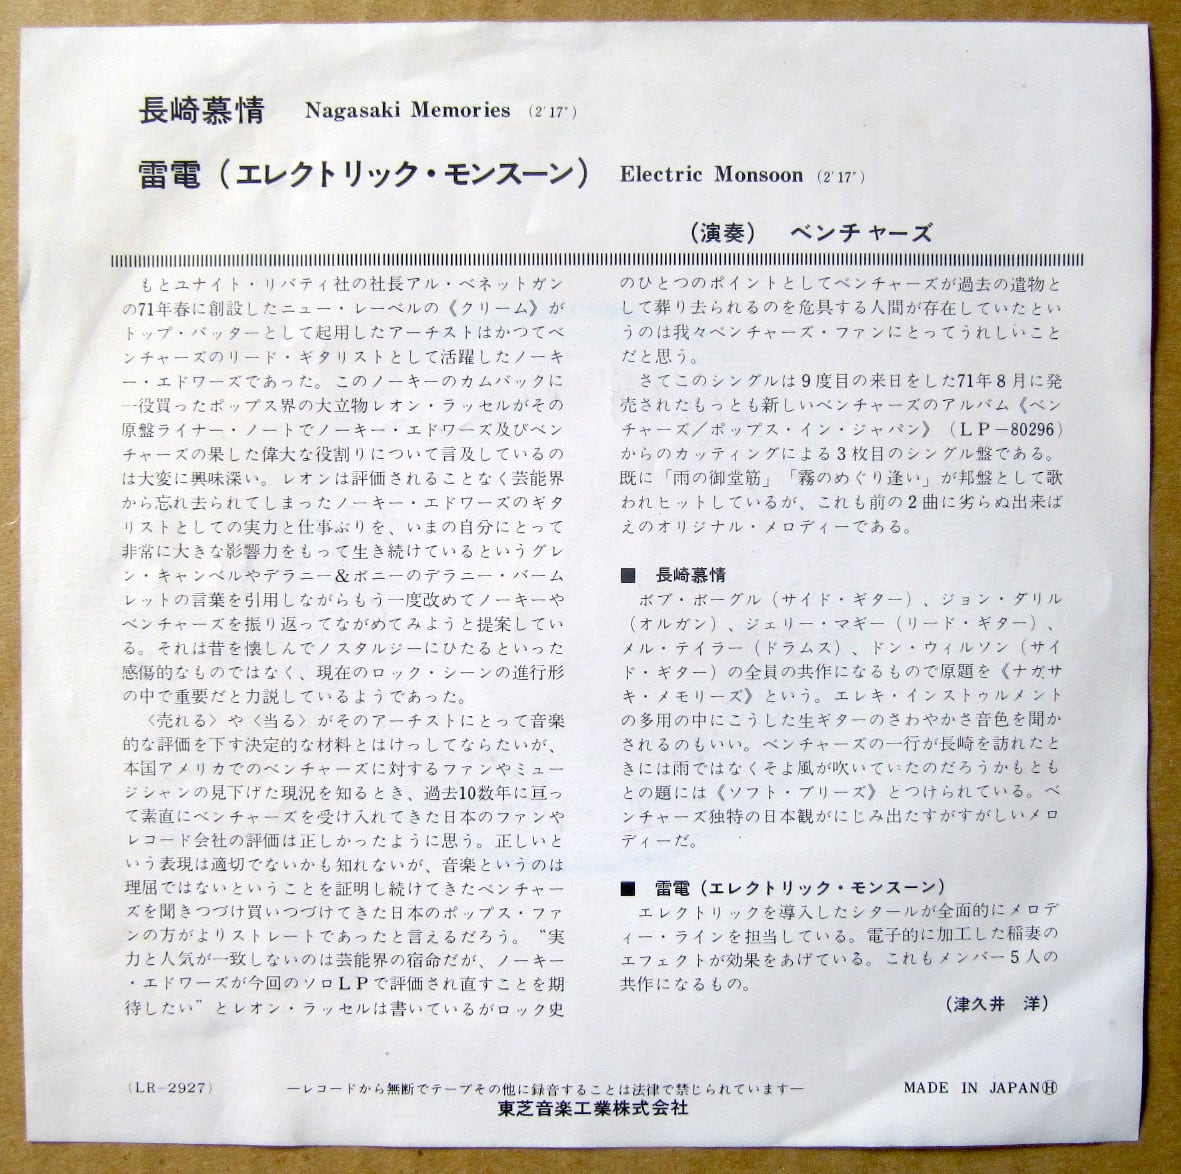 長崎慕情 Nagasaki Memories (2'17")
雷電(エレクトリック・モンスーン) Electric Monsoon (2'17")
(演奏) ベンチャーズ
もとユナイト・リバティ社の社長アル・ベネットガン
の71年春に創設したニュー・レーベルの《クリーム》が
トップ・バッターとして起用したアーチストはかつてベ
ンチャーズのリード・ギタリストとして活躍したノーキ
ー・エドワーズであった。このノーキーのカムバックに
一役買ったポップス界の大立物レオン・ラッセルがその
原盤ライナー・ノートでノーキー・エドワーズ及びベン
チャーズの果した偉大な役割りについて言及しているの
は大変に興味深い。レオンは評価されることなく芸能界
から忘れ去られてしまったノーキー・エドワーズのギタ
リストとしての実力と仕事ぶりを、いまの自分にとって
非常に大きな影響力をもって生き続けているというグレ
ン・キャンベルやデラニー&ボニーのデラニー・バーム
レットの言葉を引用しながらもう一度改めてノーキーや
ベンチャーズを振り返ってながめてみようと提案してい
る。それは昔を懐しんでノスタルジーにひたるといった
感傷的なものではなく、現在のロック・シーンの進行形
の中で重要だと力説しているようであった。
〈売れる〉や〈当る〉がそのアーチストにとって音楽
的な評価を下す決定的な材料とはけっしてならたいが、
本国アメリカでのベンチャーズに対するファンやミュー
ジシャンの見下げた現況を知るとき、過去10数年に亘っ
て素直にベンチャーズを受け入れてきた日本のファンや
レコード会社の評価は正しかったように思う。正しいと
いう表現は適切でないかも知れないが、音楽というのは
理屈ではないということを証明し続けてきたベンチャー
ズを聞きつづけ買いつづけてきた日本のポップス・ファ
ンの方がよりストレートであったと言えるだろう。“実
力と人気が一致しないのは芸能界の宿命だが、ノーキー
・エドワーズが今回のソロLPで評価され直すことを期
待したい”とレオン・ラッセルは書いているがロック史
のひとつのポイントとしてベンチャーズが過去の遺物と
して葬り去られるのを危具する人間が存在していたとい
うのは我々ベンチャーズ・ファンにとってうれしいこと
だと思う。
さてこのシングルは9度目の来日をした71年8月に発
売されたもっとも新しいベンチャーズのアルバム《ベン
チャーズ/ポップス・イン・ジャパン》(LP-80296)
からのカッティングによる3枚目のシングル盤である。
既に「雨の御堂筋」「霧のめぐり逢い」が邦盤として歌
われヒットしているが、これも前の2曲に劣らぬ出来ば
えのオリジナル・メロディーである。
■ 長崎慕情
ボブ・ボーグル(サイド・ギター)、ジョン・ダリル
(オルガン)、ジェリー・マギー(リード・ギター)、
メル・テイラー(ドラムス)、ドン・ウィルソン(サイ
ド・ギター)の全員の共作になるもので原題を《ナガサ
キ・メモリーズ》という。エレキ・インストゥルメント
の多用の中にこうした生ギターのさわやかさ音色を聞か
されるのもいい。ベンチャーズの一行が長崎を訪れたと
きには雨ではなくそよ風が吹いていたのだろうかもとも
との題には《ソフト・ブリーズ》とつけられている。ベ
ンチャーズ独特の日本観がにじみ出たすがすがしいメロ
ディーだ。
■ 雷電(エレクトリック・モンスーン)
エレクトリックを導入したシタールが全面的にメロデ
ィー・ラインを担当している。電子的に加工した稲妻の
エフェクトが効果をあげている。これもメンバー5人の
共作になるもの。
(津久井 洋)
(LR-2927) ―レコードから無断でテープその他に録音することは法律で禁じられています― MADE IN JAPANⒽ
東芝音楽工業株式会社